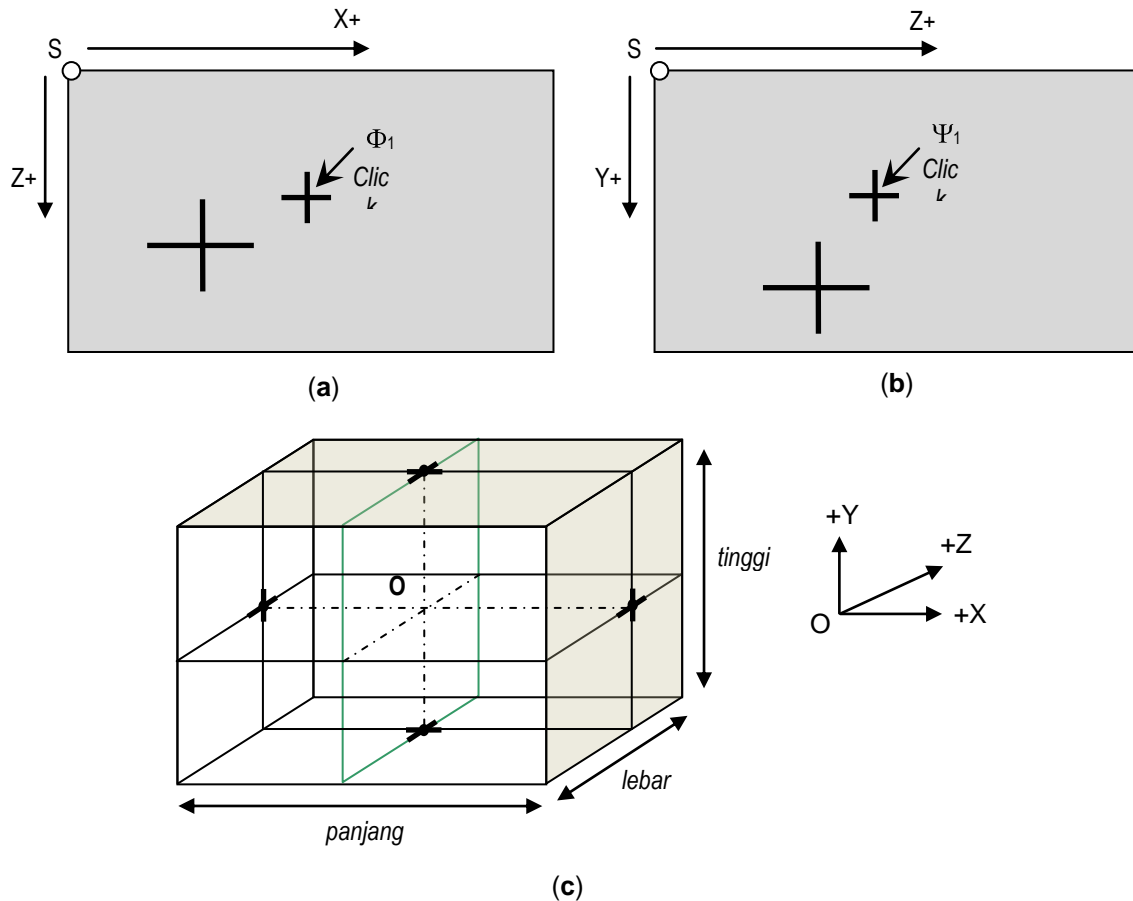 X+
S
Z+
Φ1
Clic
k
(a)
Z+
S
Y+
Ψ1
Clic
k
(b)
O
tinggi
lebar
panjang
+Y
+Z
O
+X
(c)